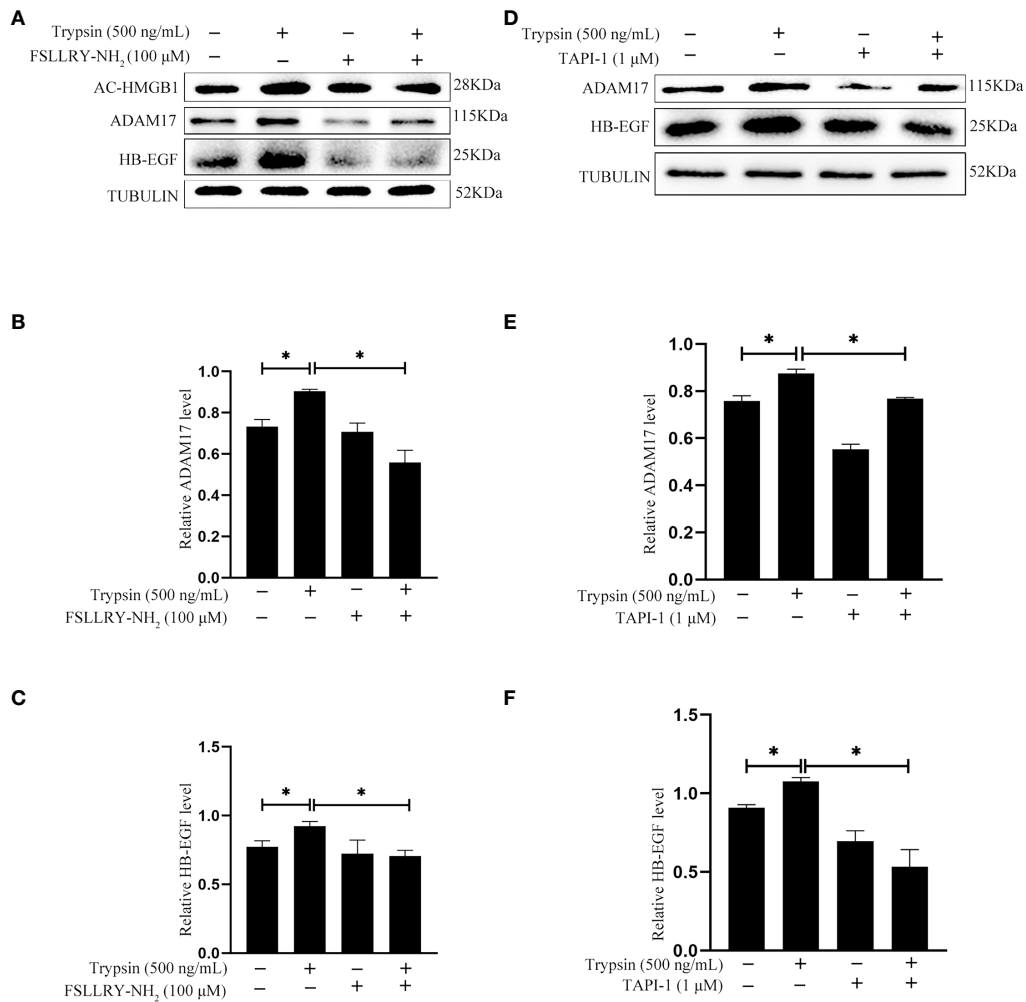 A
Trypsin (500 ng/mL) − + − +
FSLLRY-NH2 (100 μM) − − + +
AC-HMGB1 28KDa
ADAM17 115KDa
HB-EGF 25KDa
TUBULIN 52KDa
D
Trypsin (500 ng/mL) − + − +
TAPI-1 (1 μM) − − + +
ADAM17 115KDa
HB-EGF 25KDa
TUBULIN 52KDa
B
* *
Relative ADAM17 level
1.0
0.8
0.6
0.4
0.2
0.0
Trypsin (500 ng/mL) − + − +
FSLLRY-NH2 (100 μM) − − + +
E
* *
Relative ADAM17 level
1.0
0.8
0.6
0.4
0.2
0.0
Trypsin (500 ng/mL) − + − +
TAPI-1 (1 μM) − − + +
C
* *
Relative HB-EGF level
1.5
1.0
0.5
0.0
Trypsin (500 ng/mL) − + − +
FSLLRY-NH2 (100 μM) − − + +
F
* *
Relative HB-EGF level
1.5
1.0
0.5
0.0
Trypsin (500 ng/mL) − + − +
TAPI-1 (1 μM) − − + +